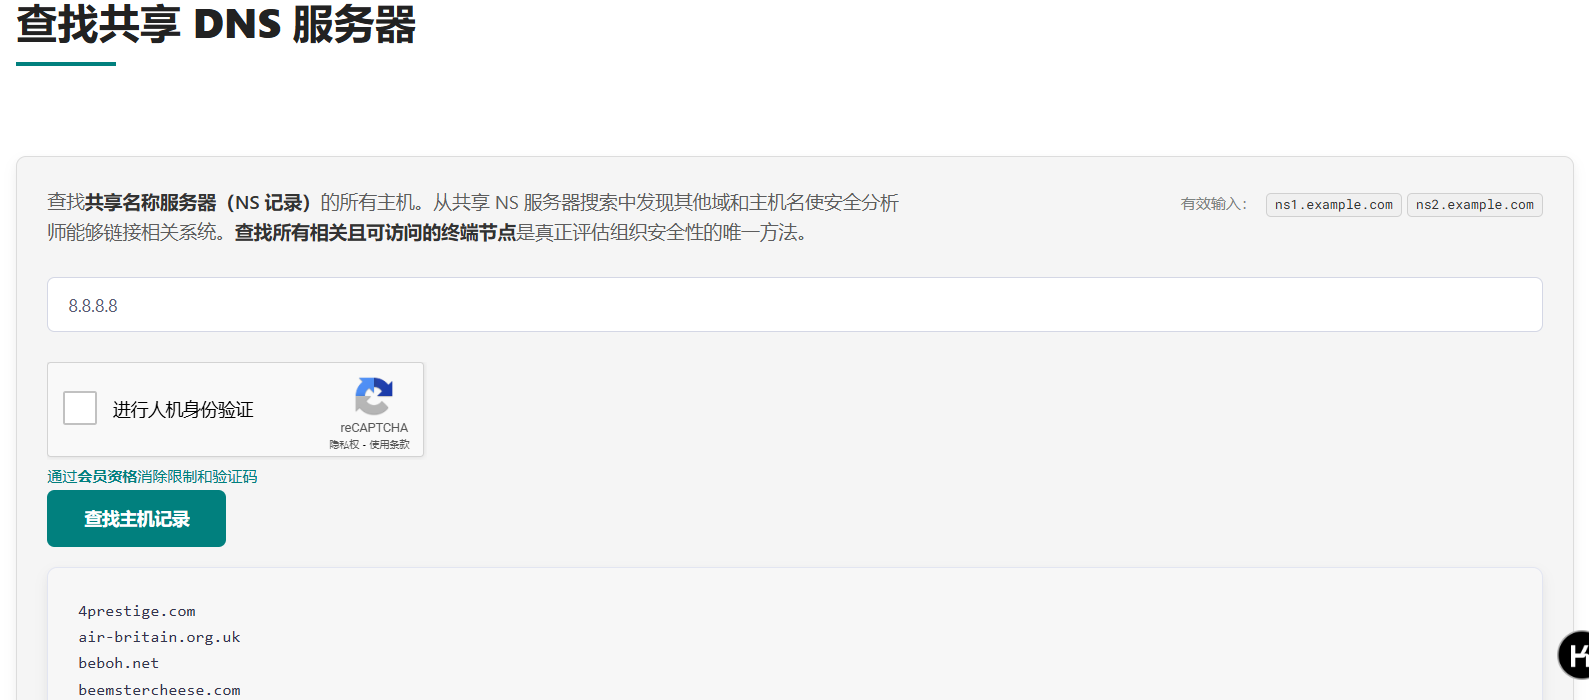 查找共享 DNS 服务器
查找共享名称服务器（NS 记录）的所有主机。从共享 NS 服务器搜索中发现其他域和主机名使安全分析
师能够链接相关系统。查找所有相关且可访问的终端节点是真正评估组织安全性的唯一方法。
有效输入： ns1.example.com ns2.example.com
8.8.8.8
进行人机身份验证
reCAPTCHA
隐私权 - 使用条款
通过会员资格消除限制和验证码
查找主机记录
4prestige.com
air-britain.org.uk
beboh.net
beemstercheese.com